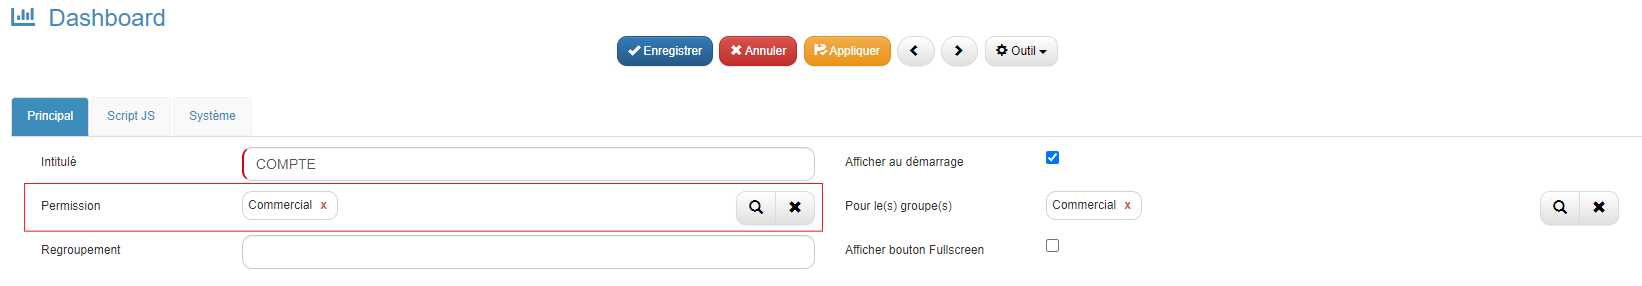 Dashboard
Enregistrer Annuler Appliquer Outil
Principal Script JS Système
Intitulé COMPTE Afficher au démarrage
Permission Commercial x Pour le(s) groupe(s) Commercial x
Regroupement Afficher bouton Fullscreen